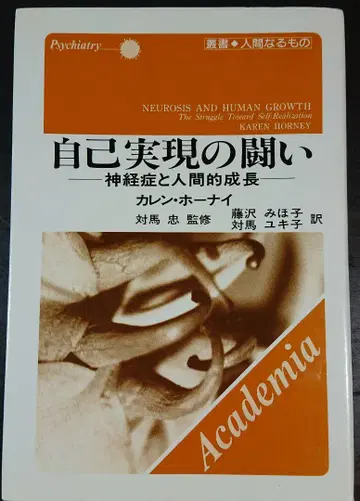 Psychiatry
叢書◆人間なるもの
NEUROSIS AND HUMAN GROWTH
The Struggle Toward Self-Realization
KAREN HORNEY
自己実現の闘い
―神経症と人間的成長―
カレン・ホーナイ
対馬 忠 監修 藤沢 みほ子 対馬 ユキ子 訳
Academia